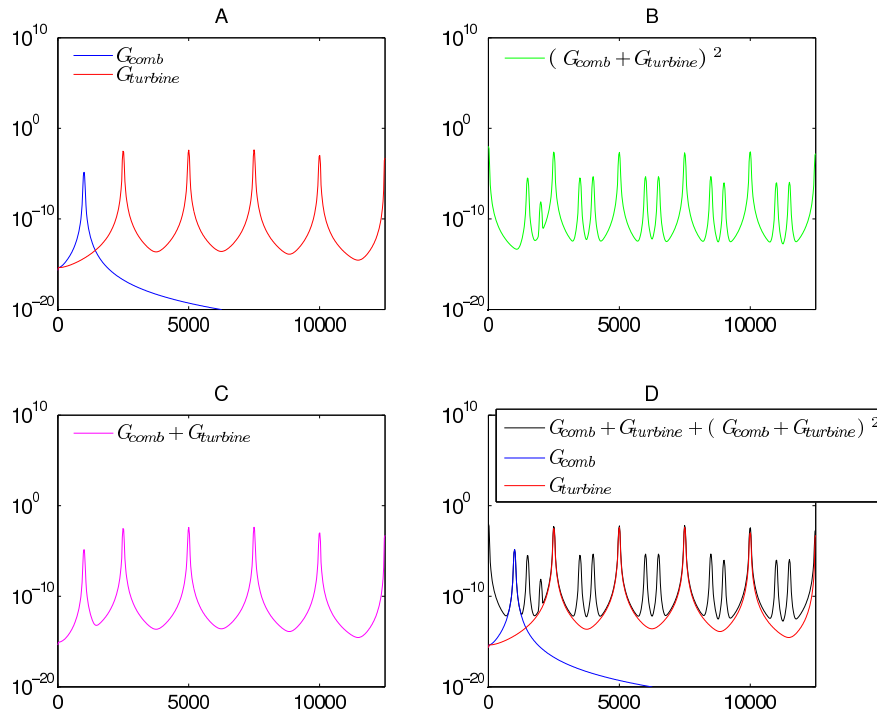 A
10^10
10^0
10^-10
10^-20
0
5000
10000
G_comb
G_turbine
B
10^10
10^0
10^-10
10^-20
0
5000
10000
( G_comb + G_turbine ) ^2
C
10^10
10^0
10^-10
10^-20
0
5000
10000
G_comb + G_turbine
D
10^10
10^0
10^-10
10^-20
0
5000
10000
G_comb + G_turbine + ( G_comb + G_turbine ) ^2
G_comb
G_turbine